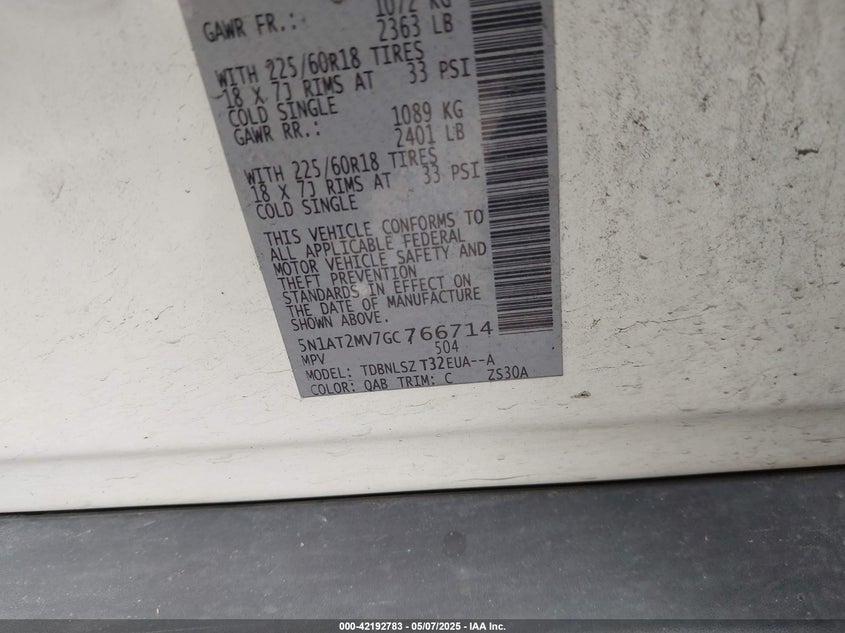 1072 KG
GAWR FR.: 2363 LB
WITH 225/60R18 TIRES
18 X 7J RIMS AT 33 PSI
COLD SINGLE
1089 KG
GAWR RR.: 2401 LB
WITH 225/60R18 TIRES
18 X 7J RIMS AT 33 PSI
COLD SINGLE
THIS VEHICLE CONFORMS TO
ALL APPLICABLE FEDERAL
MOTOR VEHICLE SAFETY AND
THEFT PREVENTION
STANDARDS IN EFFECT ON
THE DATE OF MANUFACTURE
SHOWN ABOVE.
5N1AT2MV7GC766714
MPV 504
MODEL: TDBNLSZ T32EUA--A
COLOR: QAB TRIM: C ZS30A
000-42192783 - 05/07/2025 - IAA Inc.